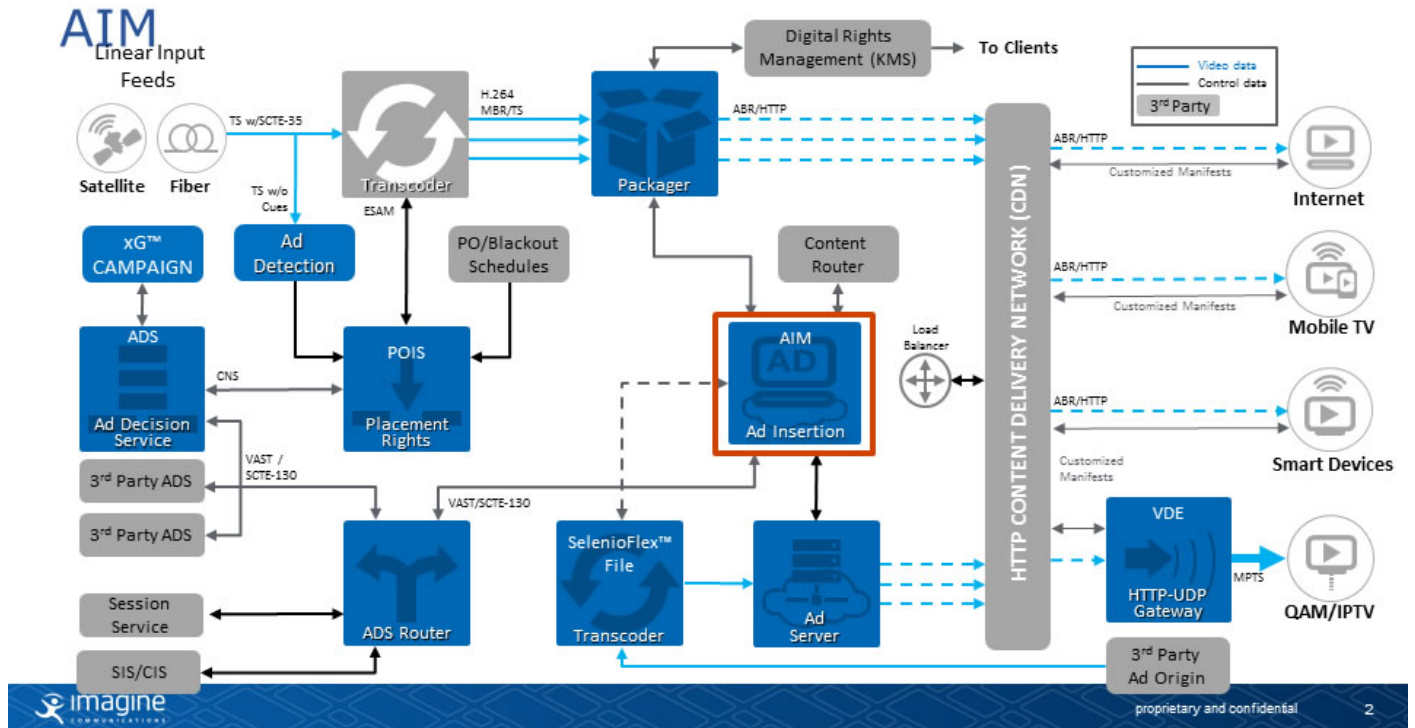 AIM
Linear Input
Feeds
Satellite
Fiber
TS w/SCTE-35
TS w/o
Cues
Transcoder
H.264
MBR/TS
Packager
ABR/HTTP
Digital Rights
Management (KMS)
To Clients
Video data
Control data
3rd Party
ESAM
xG™
CAMPAIGN
Ad
Detection
PO/Blackout
Schedules
Content
Router
ADS
Ad Decision
Service
CNS
POIS
Placement
Rights
AIM
AD
Ad Insertion
Load
Balancer
HTTP CONTENT DELIVERY NETWORK (CDN)
ABR/HTTP
Customized Manifests
Internet
ABR/HTTP
Customized Manifests
Mobile TV
ABR/HTTP
Customized
Manifests
Smart Devices
VAST /
SCTE-130
3rd Party ADS
3rd Party ADS
VAST/SCTE-130
ADS Router
Session
Service
SIS/CIS
SelenioFlex™
File
Transcoder
Ad
Server
VDE
HTTP-UDP
Gateway
MPTS
QAM/IPTV
3rd Party
Ad Origin
imagine
COMMUNICATIONS
proprietary and confidential
2